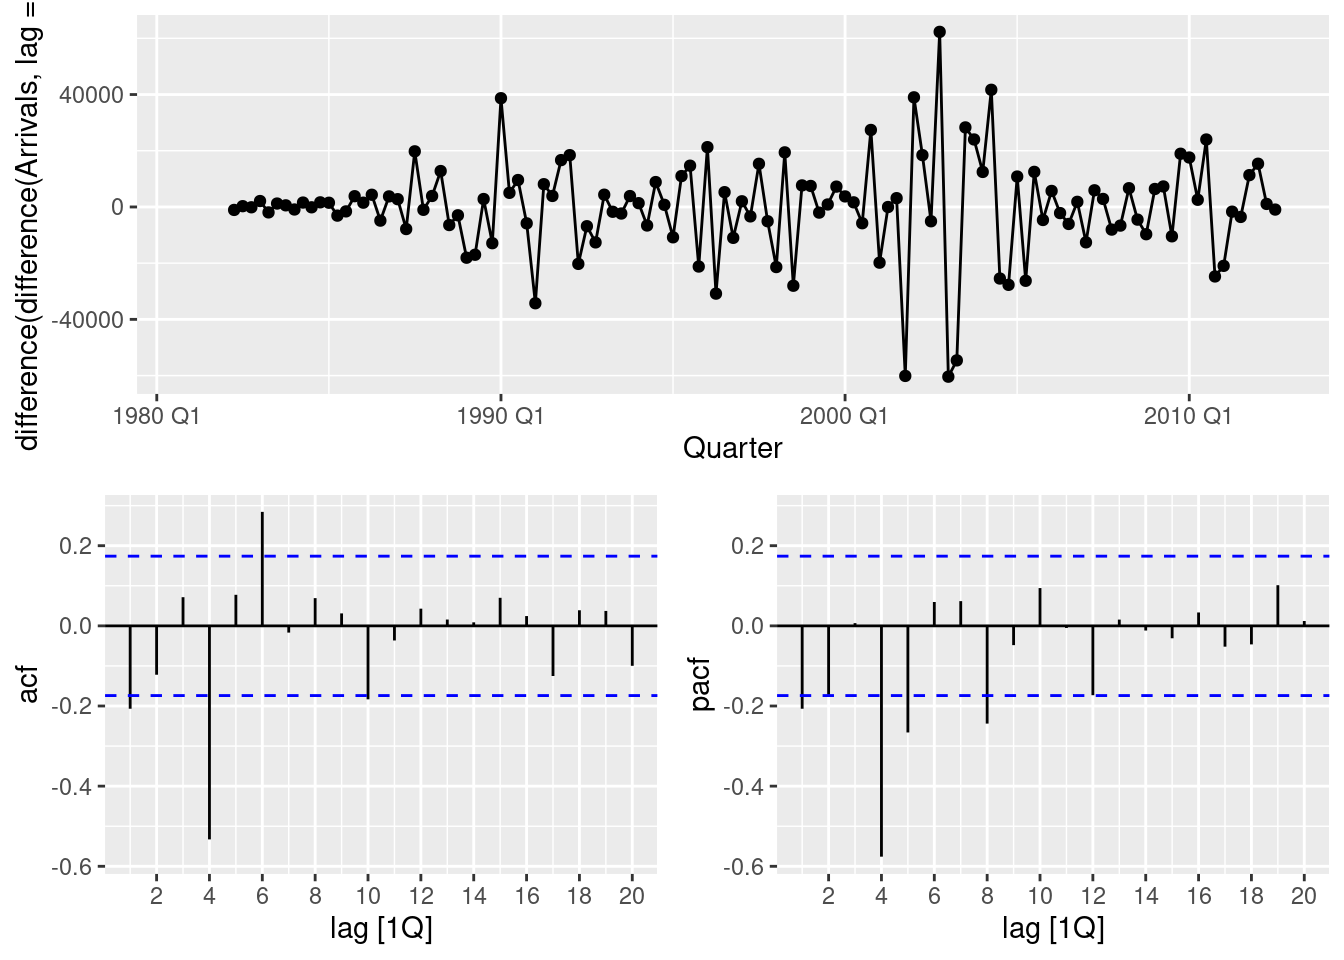 difference(difference(Arrivals, lag =
40000
0
-40000
1980 Q1 1990 Q1 2000 Q1 2010 Q1
Quarter
acf
0.2
0.0
-0.2
-0.4
-0.6
2 4 6 8 10 12 14 16 18 20
lag [1Q]
pacf
0.2
0.0
-0.2
-0.4
-0.6
2 4 6 8 10 12 14 16 18 20
lag [1Q]